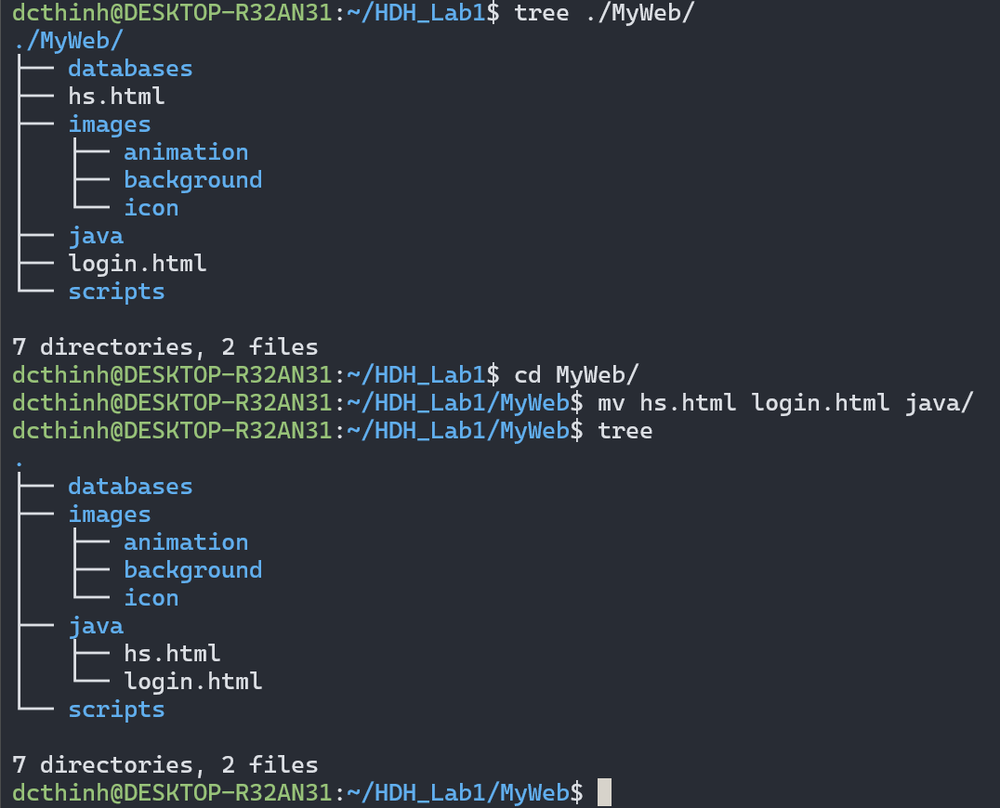 dcthinh@DESKTOP-R32AN31:~/HDH_Lab1$ tree ./MyWeb/
./MyWeb/
├── databases
├── hs.html
├── images
│   ├── animation
│   ├── background
│   └── icon
├── java
├── login.html
└── scripts

7 directories, 2 files
dcthinh@DESKTOP-R32AN31:~/HDH_Lab1$ cd MyWeb/
dcthinh@DESKTOP-R32AN31:~/HDH_Lab1/MyWeb$ mv hs.html login.html java/
dcthinh@DESKTOP-R32AN31:~/HDH_Lab1/MyWeb$ tree
.
├── databases
├── images
│   ├── animation
│   ├── background
│   └── icon
├── java
│   ├── hs.html
│   └── login.html
└── scripts

7 directories, 2 files
dcthinh@DESKTOP-R32AN31:~/HDH_Lab1/MyWeb$